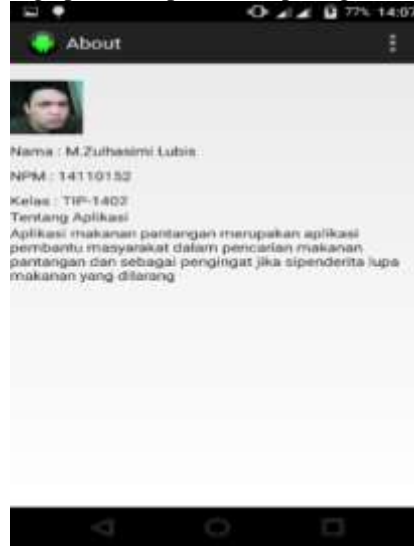 77% 14:07
About
Nama : M.Zulhasimi Lubis
NPM : 14110152
Kelas : TIP-1402
Tentang Aplikasi
Aplikasi makanan pantangan merupakan aplikasi
pembantu masyarakat dalam pencarian makanan
pantangan dan sebagai pengingat jika sipenderita lupa
makanan yang dilarang